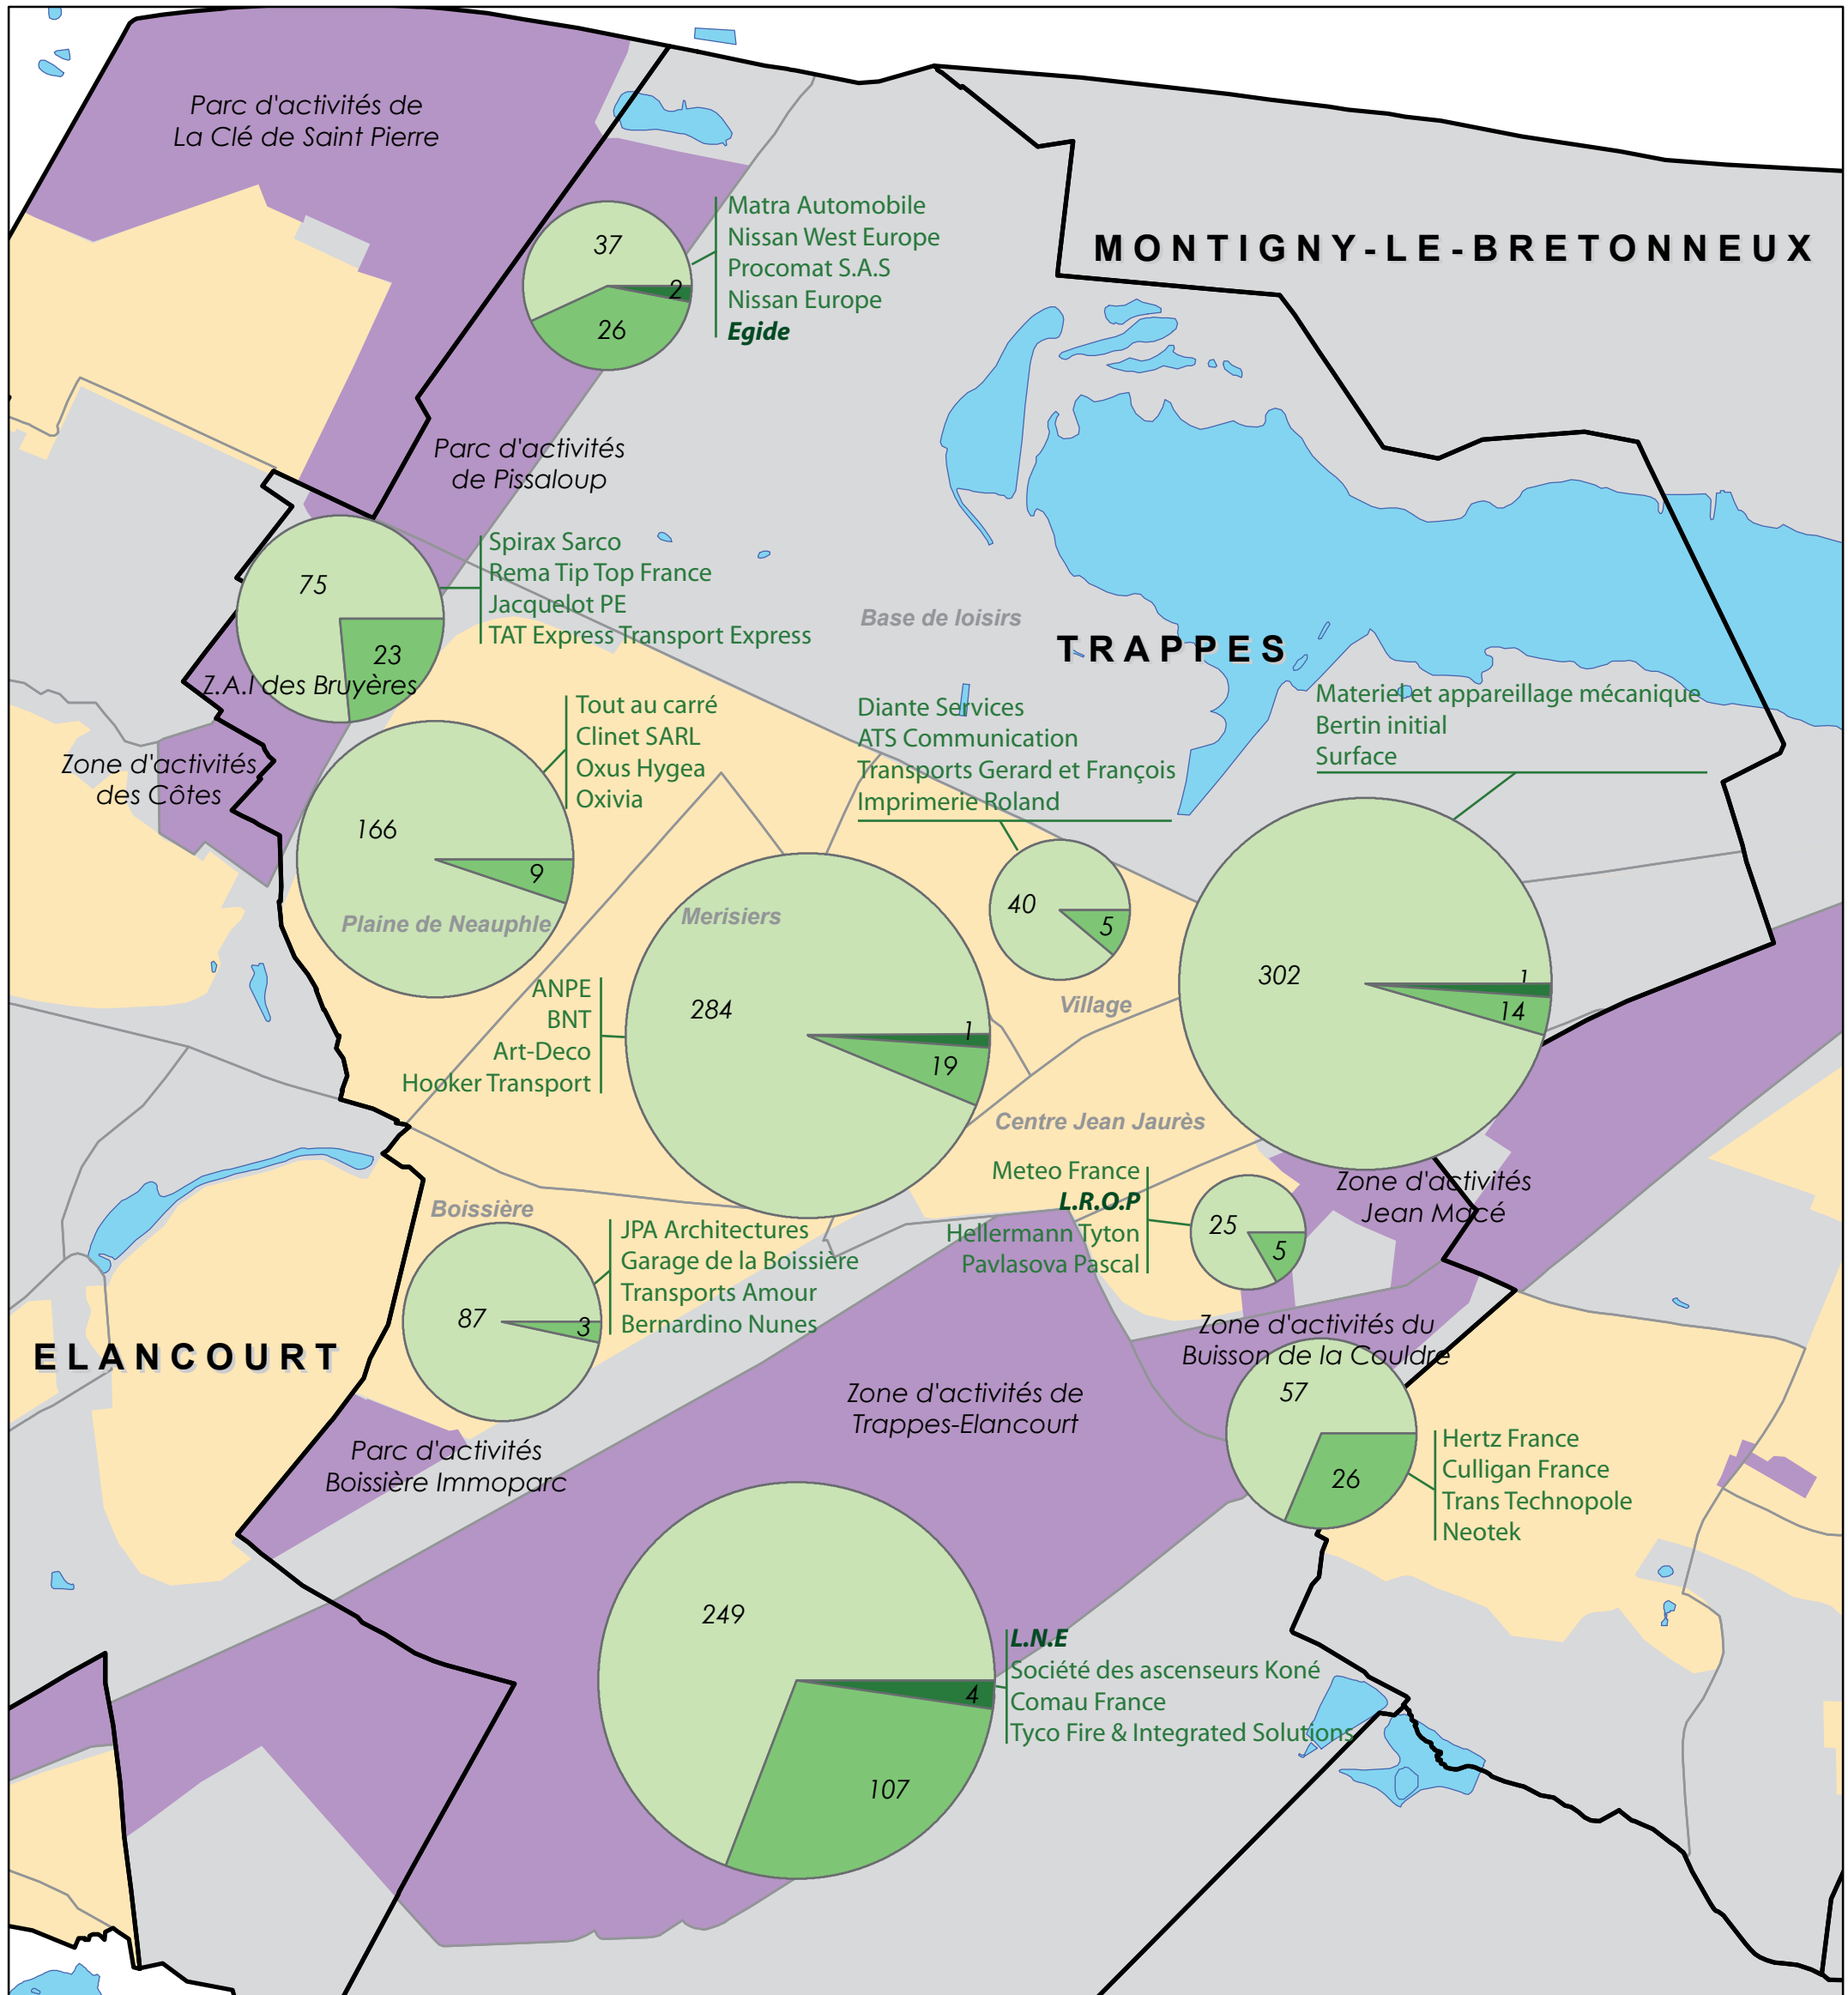 Parc d'activités de
La Clé de Saint Pierre
37
2
26
Matra Automobile
Nissan West Europe
Procomat S.A.S
Nissan Europe
Egide
MONTIGNY-LE-BRETONNEUX
Parc d'activités
de Pissaloup
75
23
Z.A.I des Bruyères
Spirax Sarco
Rema Tip Top France
Jacquelot PE
TAT Express Transport Express
Base de loisirs
TRAPPES
Zone d'activités
des Côtes
166
9
Plaine de Neauphle
Tout au carré
Clinet SARL
Oxus Hygea
Oxivia
Diante Services
ATS Communication
Transports Gerard et François
Imprimerie Roland
40
5
Village
Materiel et appareillage mécanique
Bertin initial
Surface
302
1
14
Merisiers
284
1
19
ANPE
BNT
Art-Deco
Hooker Transport
Centre Jean Jaurès
Meteo France
L.R.O.P
Hellermann Tyton
Pavlasova Pascal
25
5
Zone d'activités
Jean Macé
Boissière
87
3
JPA Architectures
Garage de la Boissière
Transports Amour
Bernardino Nunes
ELANCOURT
Zone d'activités du
Buisson de la Couldre
57
26
Hertz France
Culligan France
Trans Technopole
Neotek
Zone d'activités de
Trappes-Elancourt
Parc d'activités
Boissière Immoparc
249
4
107
L.N.E
Société des ascenseurs Koné
Comau France
Tyco Fire & Integrated Solutions